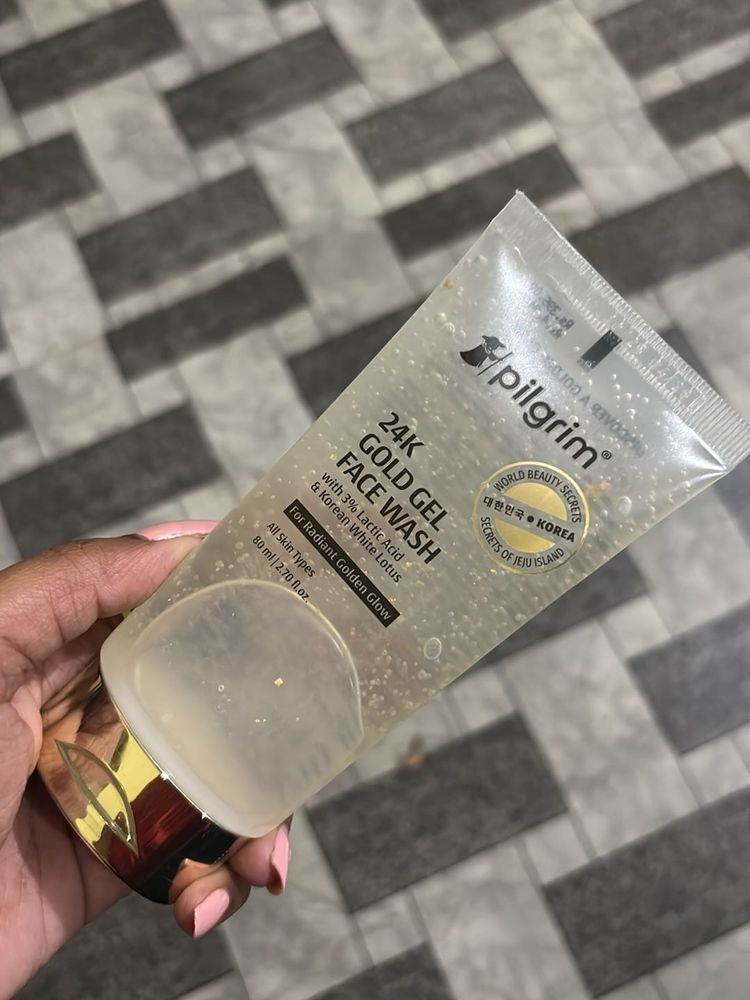 pilgrim®
24K
GOLD GEL
FACE WASH
with 3% Lactic Acid
& Korean White Lotus
For Radiant Golden Glow
All Skin Types
80 ml | 2.70 fl.oz.
WORLD BEAUTY SECRETS
대한민국 • KOREA
SECRETS OF JEJU ISLAND